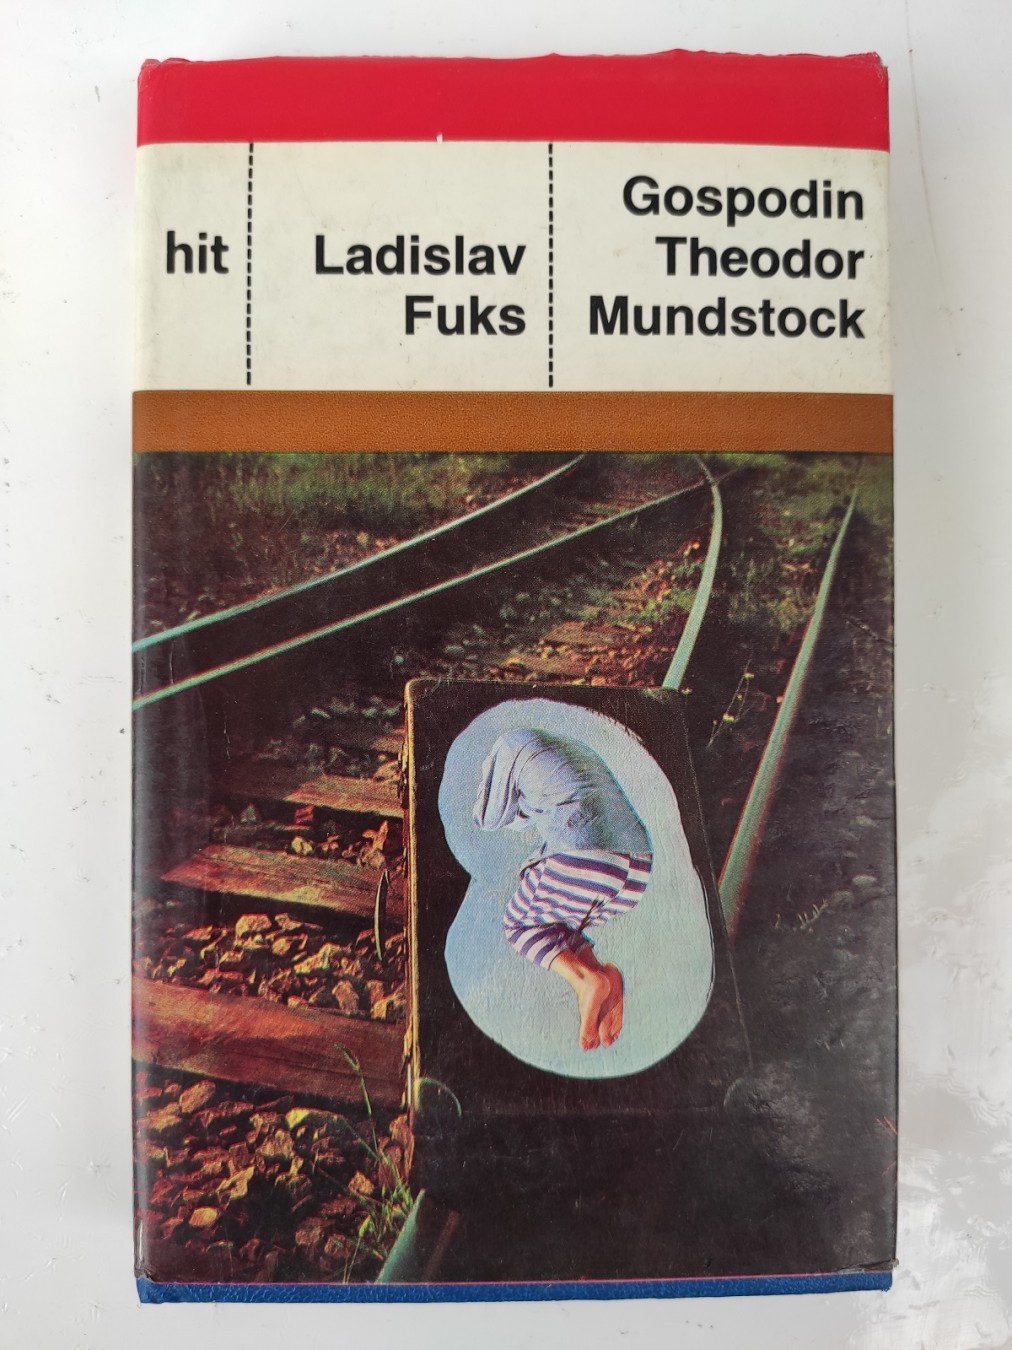 hit
Ladislav
Fuks
Gospodin
Theodor
Mundstock